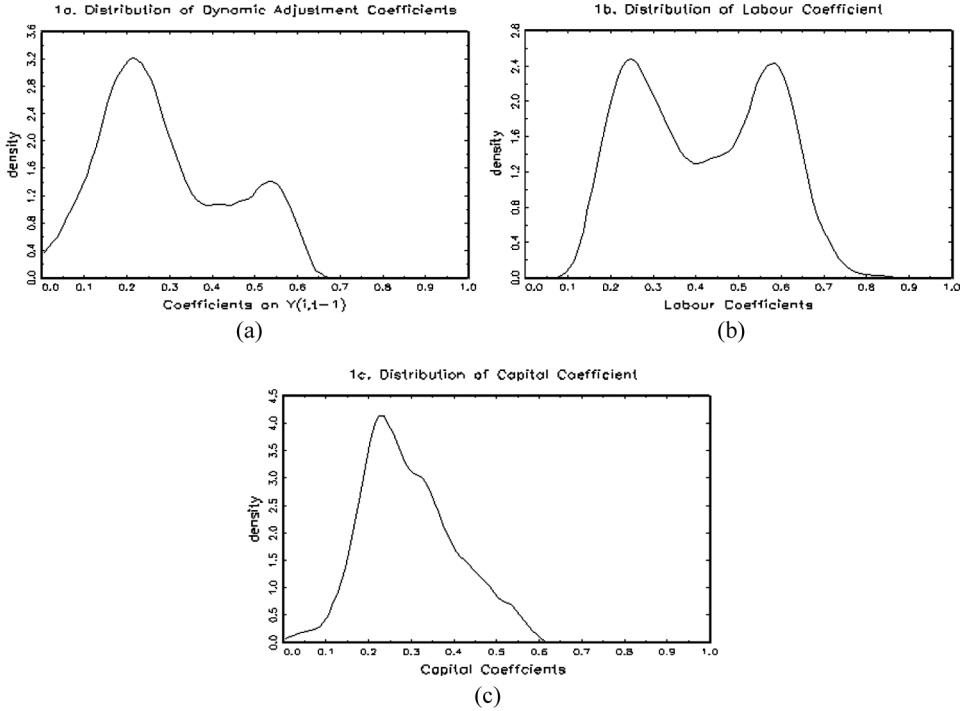 1a. Distribution of Dynamic Adjustment Coefficients
density
3.6
3.2
2.8
2.4
2.0
1.6
1.2
0.8
0.4
0.0
0.0 0.1 0.2 0.3 0.4 0.5 0.6 0.7 0.8 0.9 1.0
Coefficients on Y(i,t-1)
(a)
1b. Distribution of Labour Coefficient
density
2.8
2.4
2.0
1.6
1.2
0.8
0.4
0.0
0.0 0.1 0.2 0.3 0.4 0.5 0.6 0.7 0.8 0.9 1.0
Labour Coefficients
(b)
1c. Distribution of Capital Coefficient
density
4.5
4.0
3.5
3.0
2.5
2.0
1.5
1.0
0.5
0.0
0.0 0.1 0.2 0.3 0.4 0.5 0.6 0.7 0.8 0.9 1.0
Capital Coeffcients
(c)